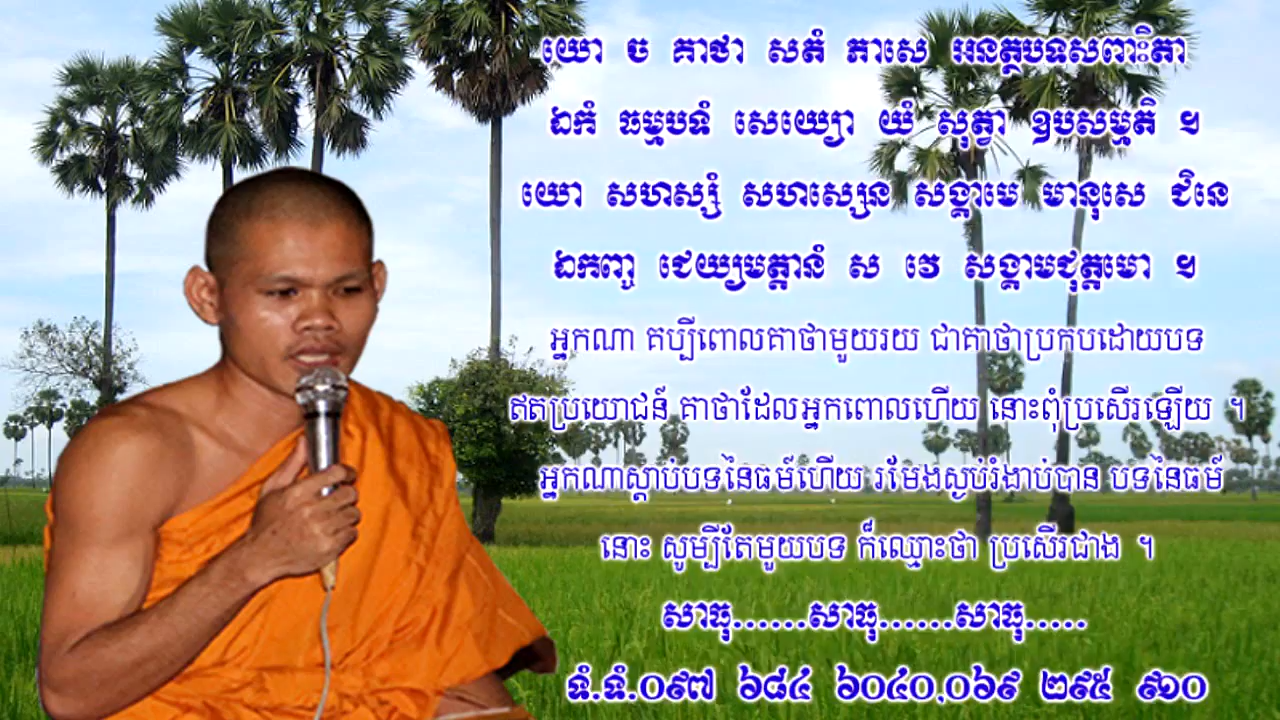 យោ ច គាថា សតំ ភាសេ អនត្ថបទសញ្ហិតា
ឯកំ ធម្មបទំ សេយ្យោ យំ សុត្វា ឧបសម្មតិ ។
យោ សហស្សំ សហស្សេន សង្គាមេ មានុសេ ជិនេ
ឯកញ្ច ជេយ្យមត្តានំ ស វេ សង្គាមជុត្តមោ ។
អ្នកណា គប្បីពោលគាថាមួយរយ ជាគាថាប្រកបដោយបទ
ឥតប្រយោជន៍ គាថាដែលអ្នកពោលហើយ នោះពុំប្រសើរឡើយ ។
អ្នកណាស្តាប់បទនៃធម៍ហើយ រមែងស្ងប់រំងាប់បាន បទនៃធម៍
នោះ សូម្បីតែមួយបទ ក៏ឈ្មោះថា ប្រសើរជាង ។
សាធុ......សាធុ......សាធុ.....
ទំ.ទំ.០៩៧ ៦៨៤ ៦០៤០.០៦៩ ២៩៥ ៩៦០